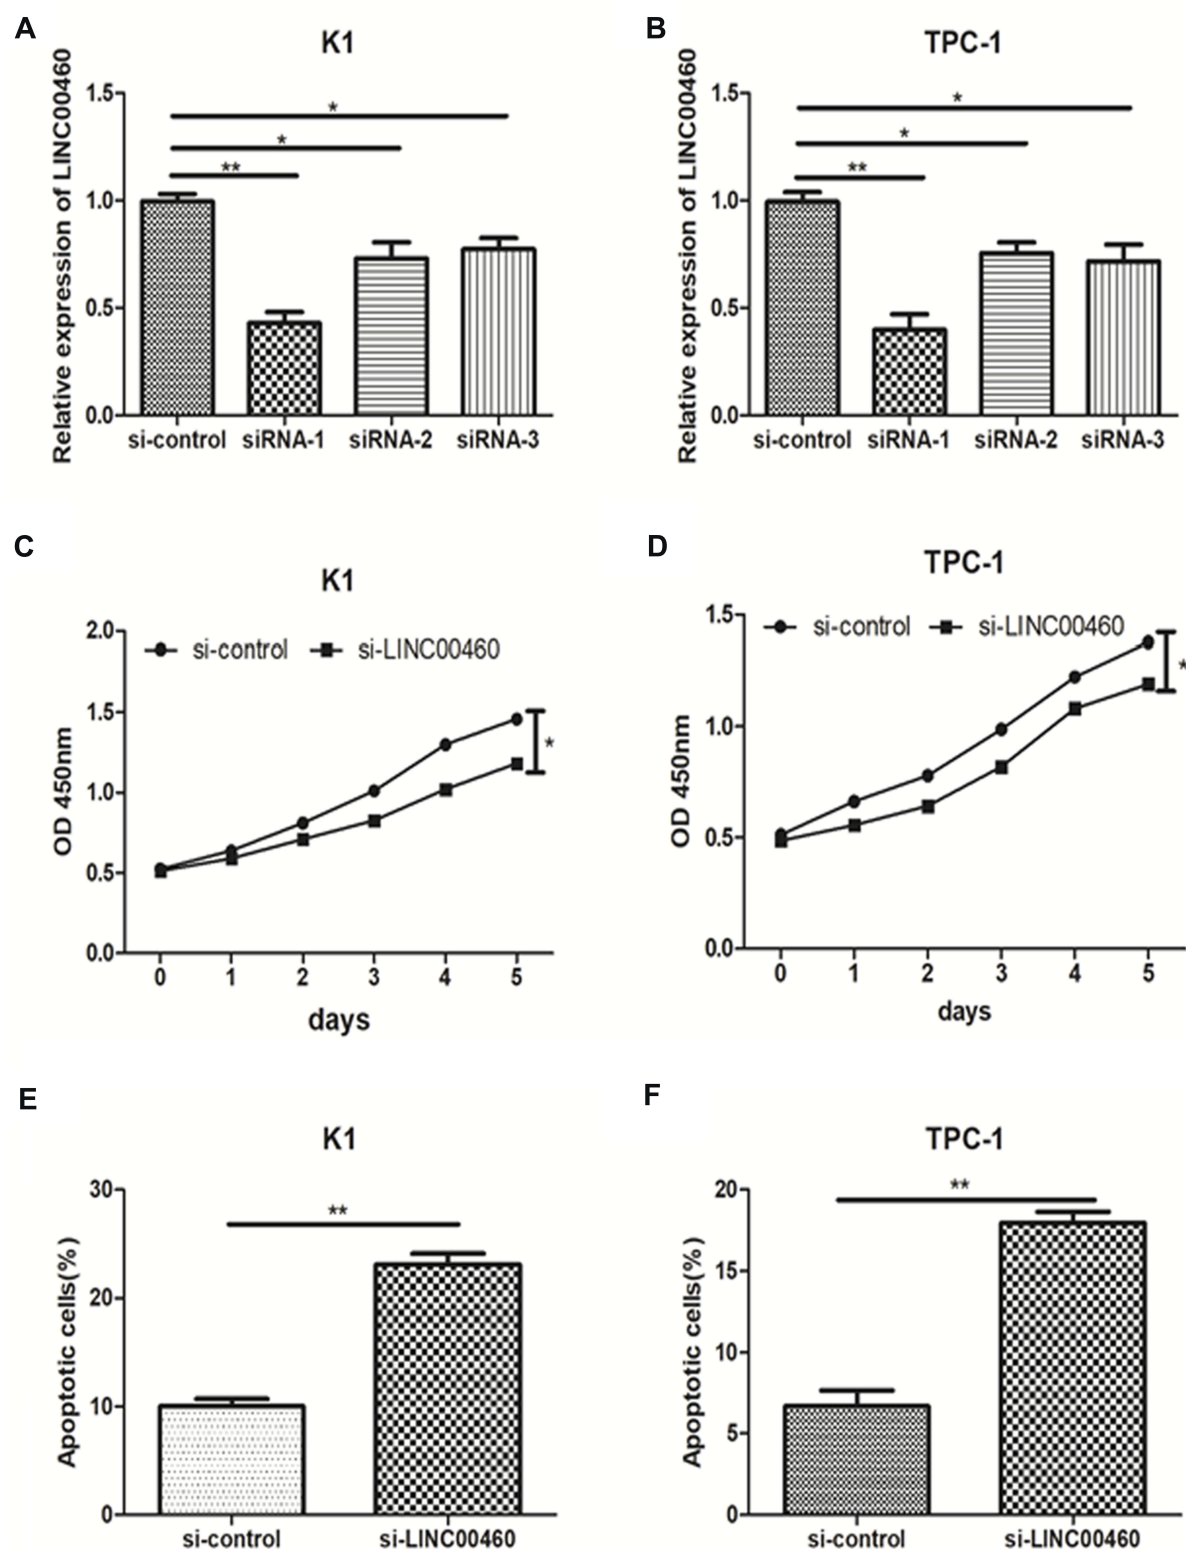 A
K1
Relative expression of LINC00460
1.5
1.0
0.5
0.0
*
*
**
si-control siRNA-1 siRNA-2 siRNA-3
B
TPC-1
Relative expression of LINC00460
1.5
1.0
0.5
0.0
*
*
**
si-control siRNA-1 siRNA-2 siRNA-3
C
K1
OD 450nm
2.0
1.5
1.0
0.5
0.0
si-control si-LINC00460
*
0 1 2 3 4 5
days
D
TPC-1
OD 450nm
1.5
1.0
0.5
0.0
si-control si-LINC00460
*
0 1 2 3 4 5
days
E
K1
Apoptotic cells(%)
30
20
10
0
**
si-control si-LINC00460
F
TPC-1
Apoptotic cells(%)
20
15
10
5
0
**
si-control si-LINC00460